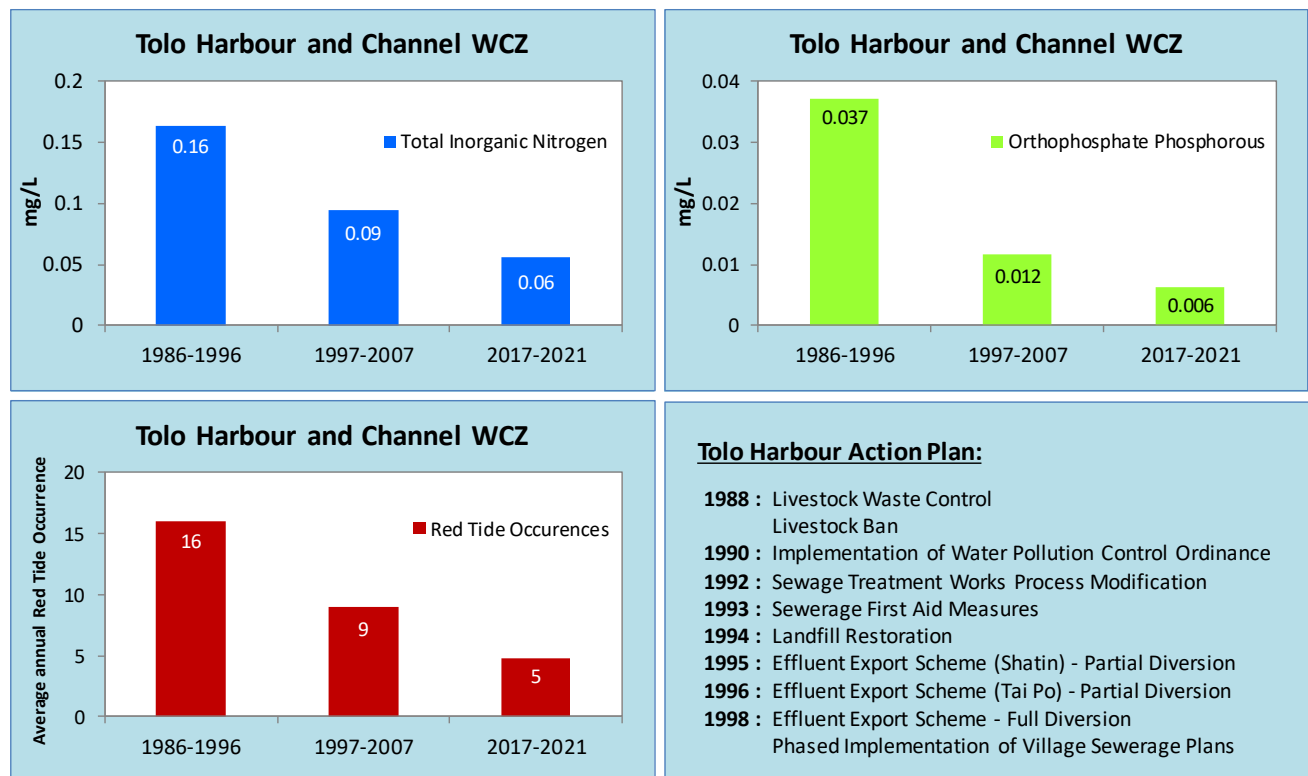 Tolo Harbour and Channel WCZ
0.2
0.15
0.1
0.05
0
mg/L
Total Inorganic Nitrogen
0.16
0.09
0.06
1986-1996
1997-2007
2017-2021
Tolo Harbour and Channel WCZ
0.04
0.03
0.02
0.01
0
mg/L
Orthophosphate Phosphorous
0.037
0.012
0.006
1986-1996
1997-2007
2017-2021
Tolo Harbour and Channel WCZ
20
15
10
5
0
Average annual Red Tide Occurrence
Red Tide Occurences
16
9
5
1986-1996
1997-2007
2017-2021
Tolo Harbour Action Plan:
1988 : Livestock Waste Control
Livestock Ban
1990 : Implementation of Water Pollution Control Ordinance
1992 : Sewage Treatment Works Process Modification
1993 : Sewerage First Aid Measures
1994 : Landfill Restoration
1995 : Effluent Export Scheme (Shatin) - Partial Diversion
1996 : Effluent Export Scheme (Tai Po) - Partial Diversion
1998 : Effluent Export Scheme - Full Diversion
Phased Implementation of Village Sewerage Plans